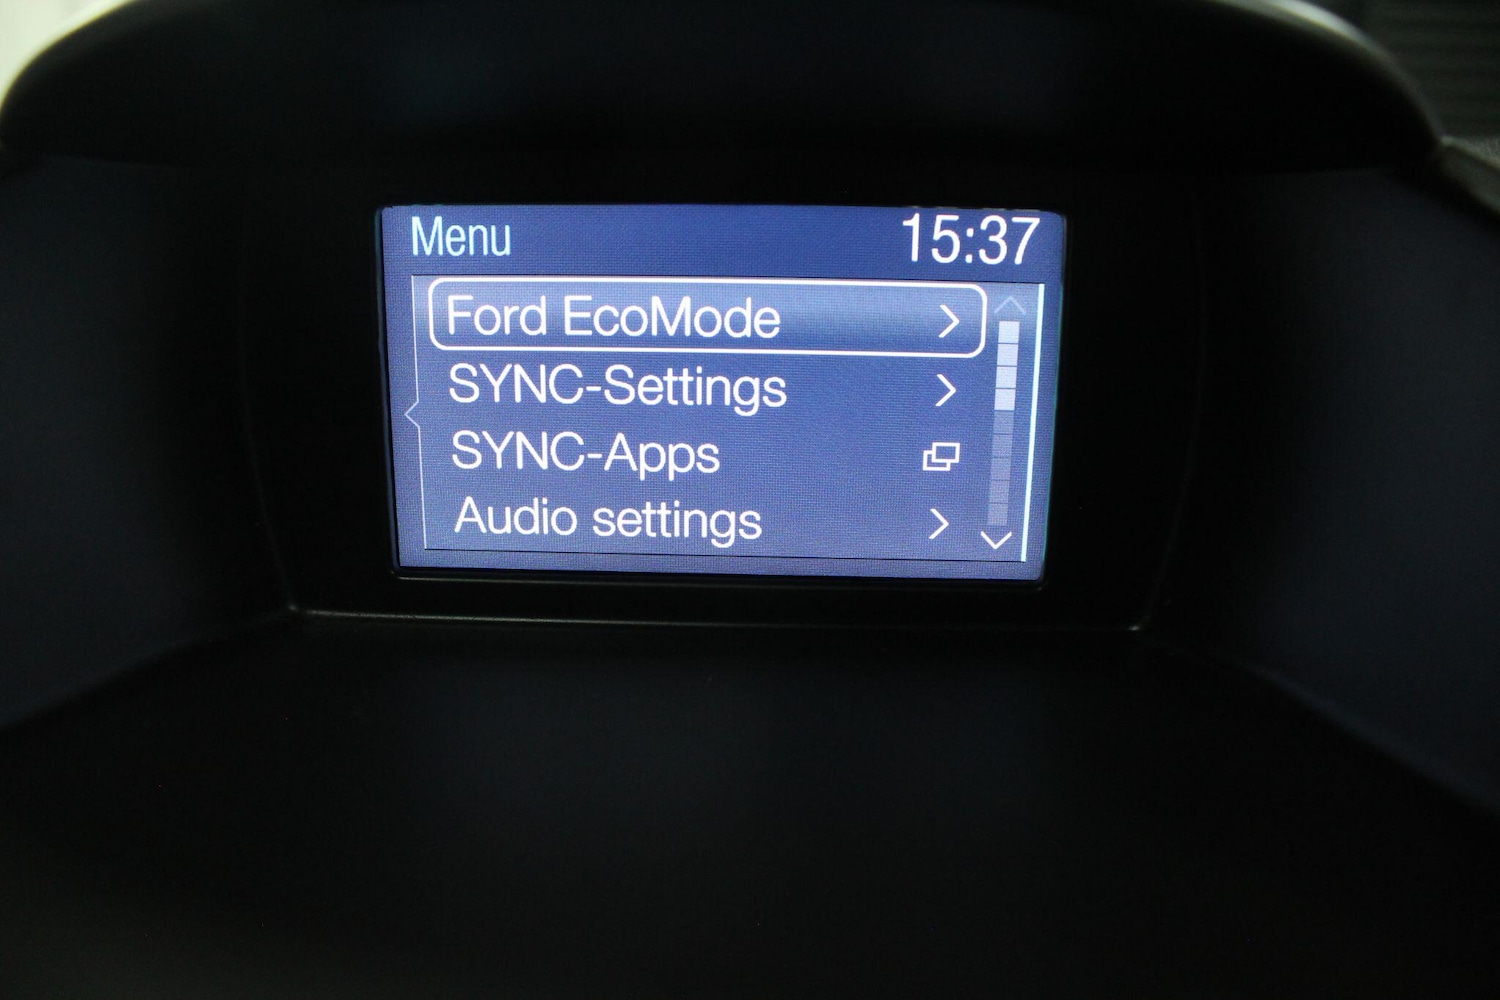 Menu 15:37
Ford EcoMode
SYNC-Settings
SYNC-Apps
Audio settings